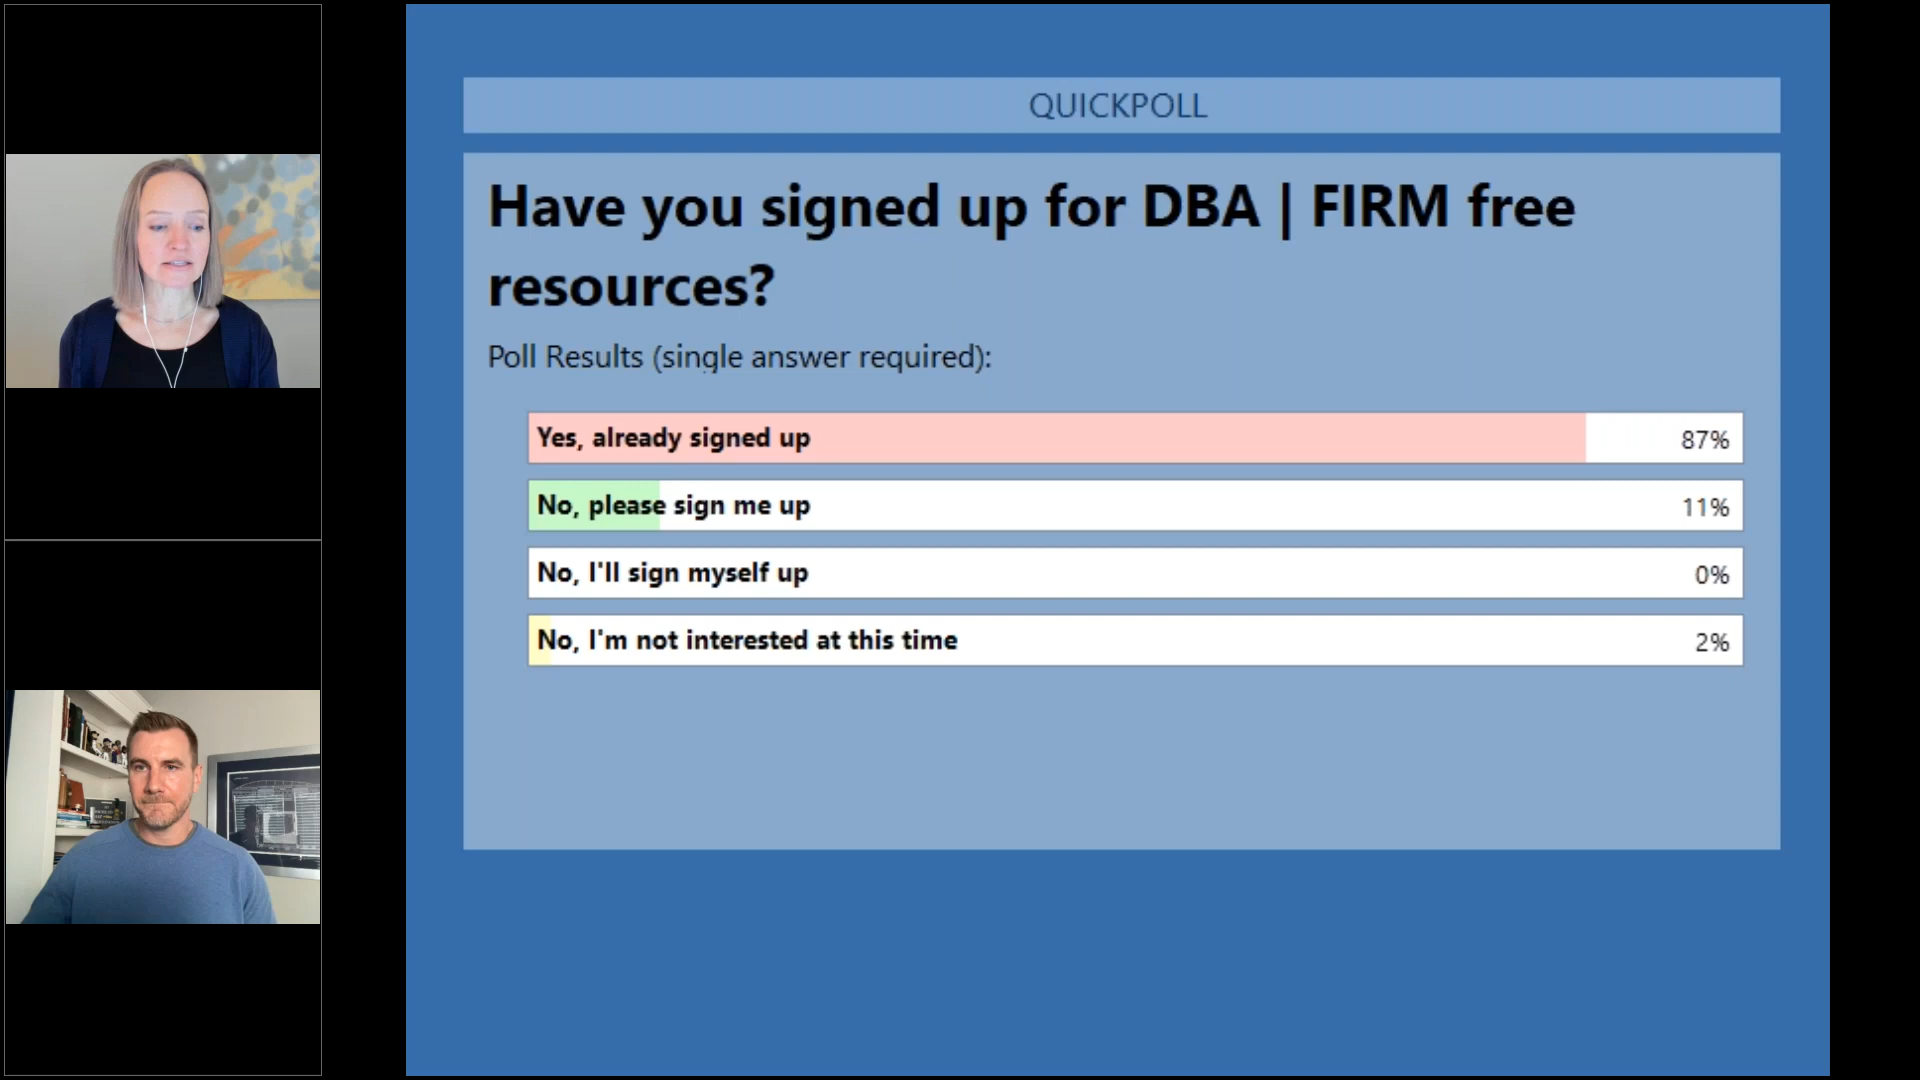 QUICKPOLL
Have you signed up for DBA | FIRM free
resources?
Poll Results (single answer required):
Yes, already signed up 87%
No, please sign me up 11%
No, I'll sign myself up 0%
No, I'm not interested at this time 2%